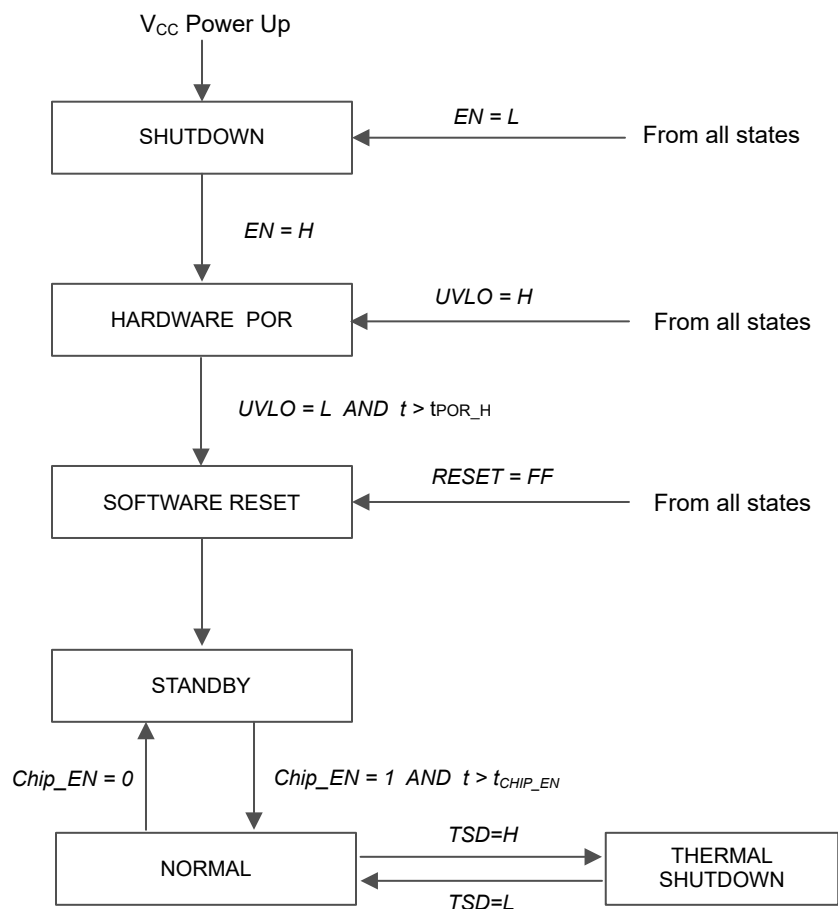 VCC Power Up
EN = L
SHUTDOWN
From all states
EN = H
UVLO = H
HARDWARE POR
From all states
UVLO = L AND t > tPOR_H
RESET = FF
SOFTWARE RESET
From all states
STANDBY
Chip_EN = 0
Chip_EN = 1 AND t > tCHIP_EN
TSD=H
NORMAL
THERMAL
SHUTDOWN
TSD=L